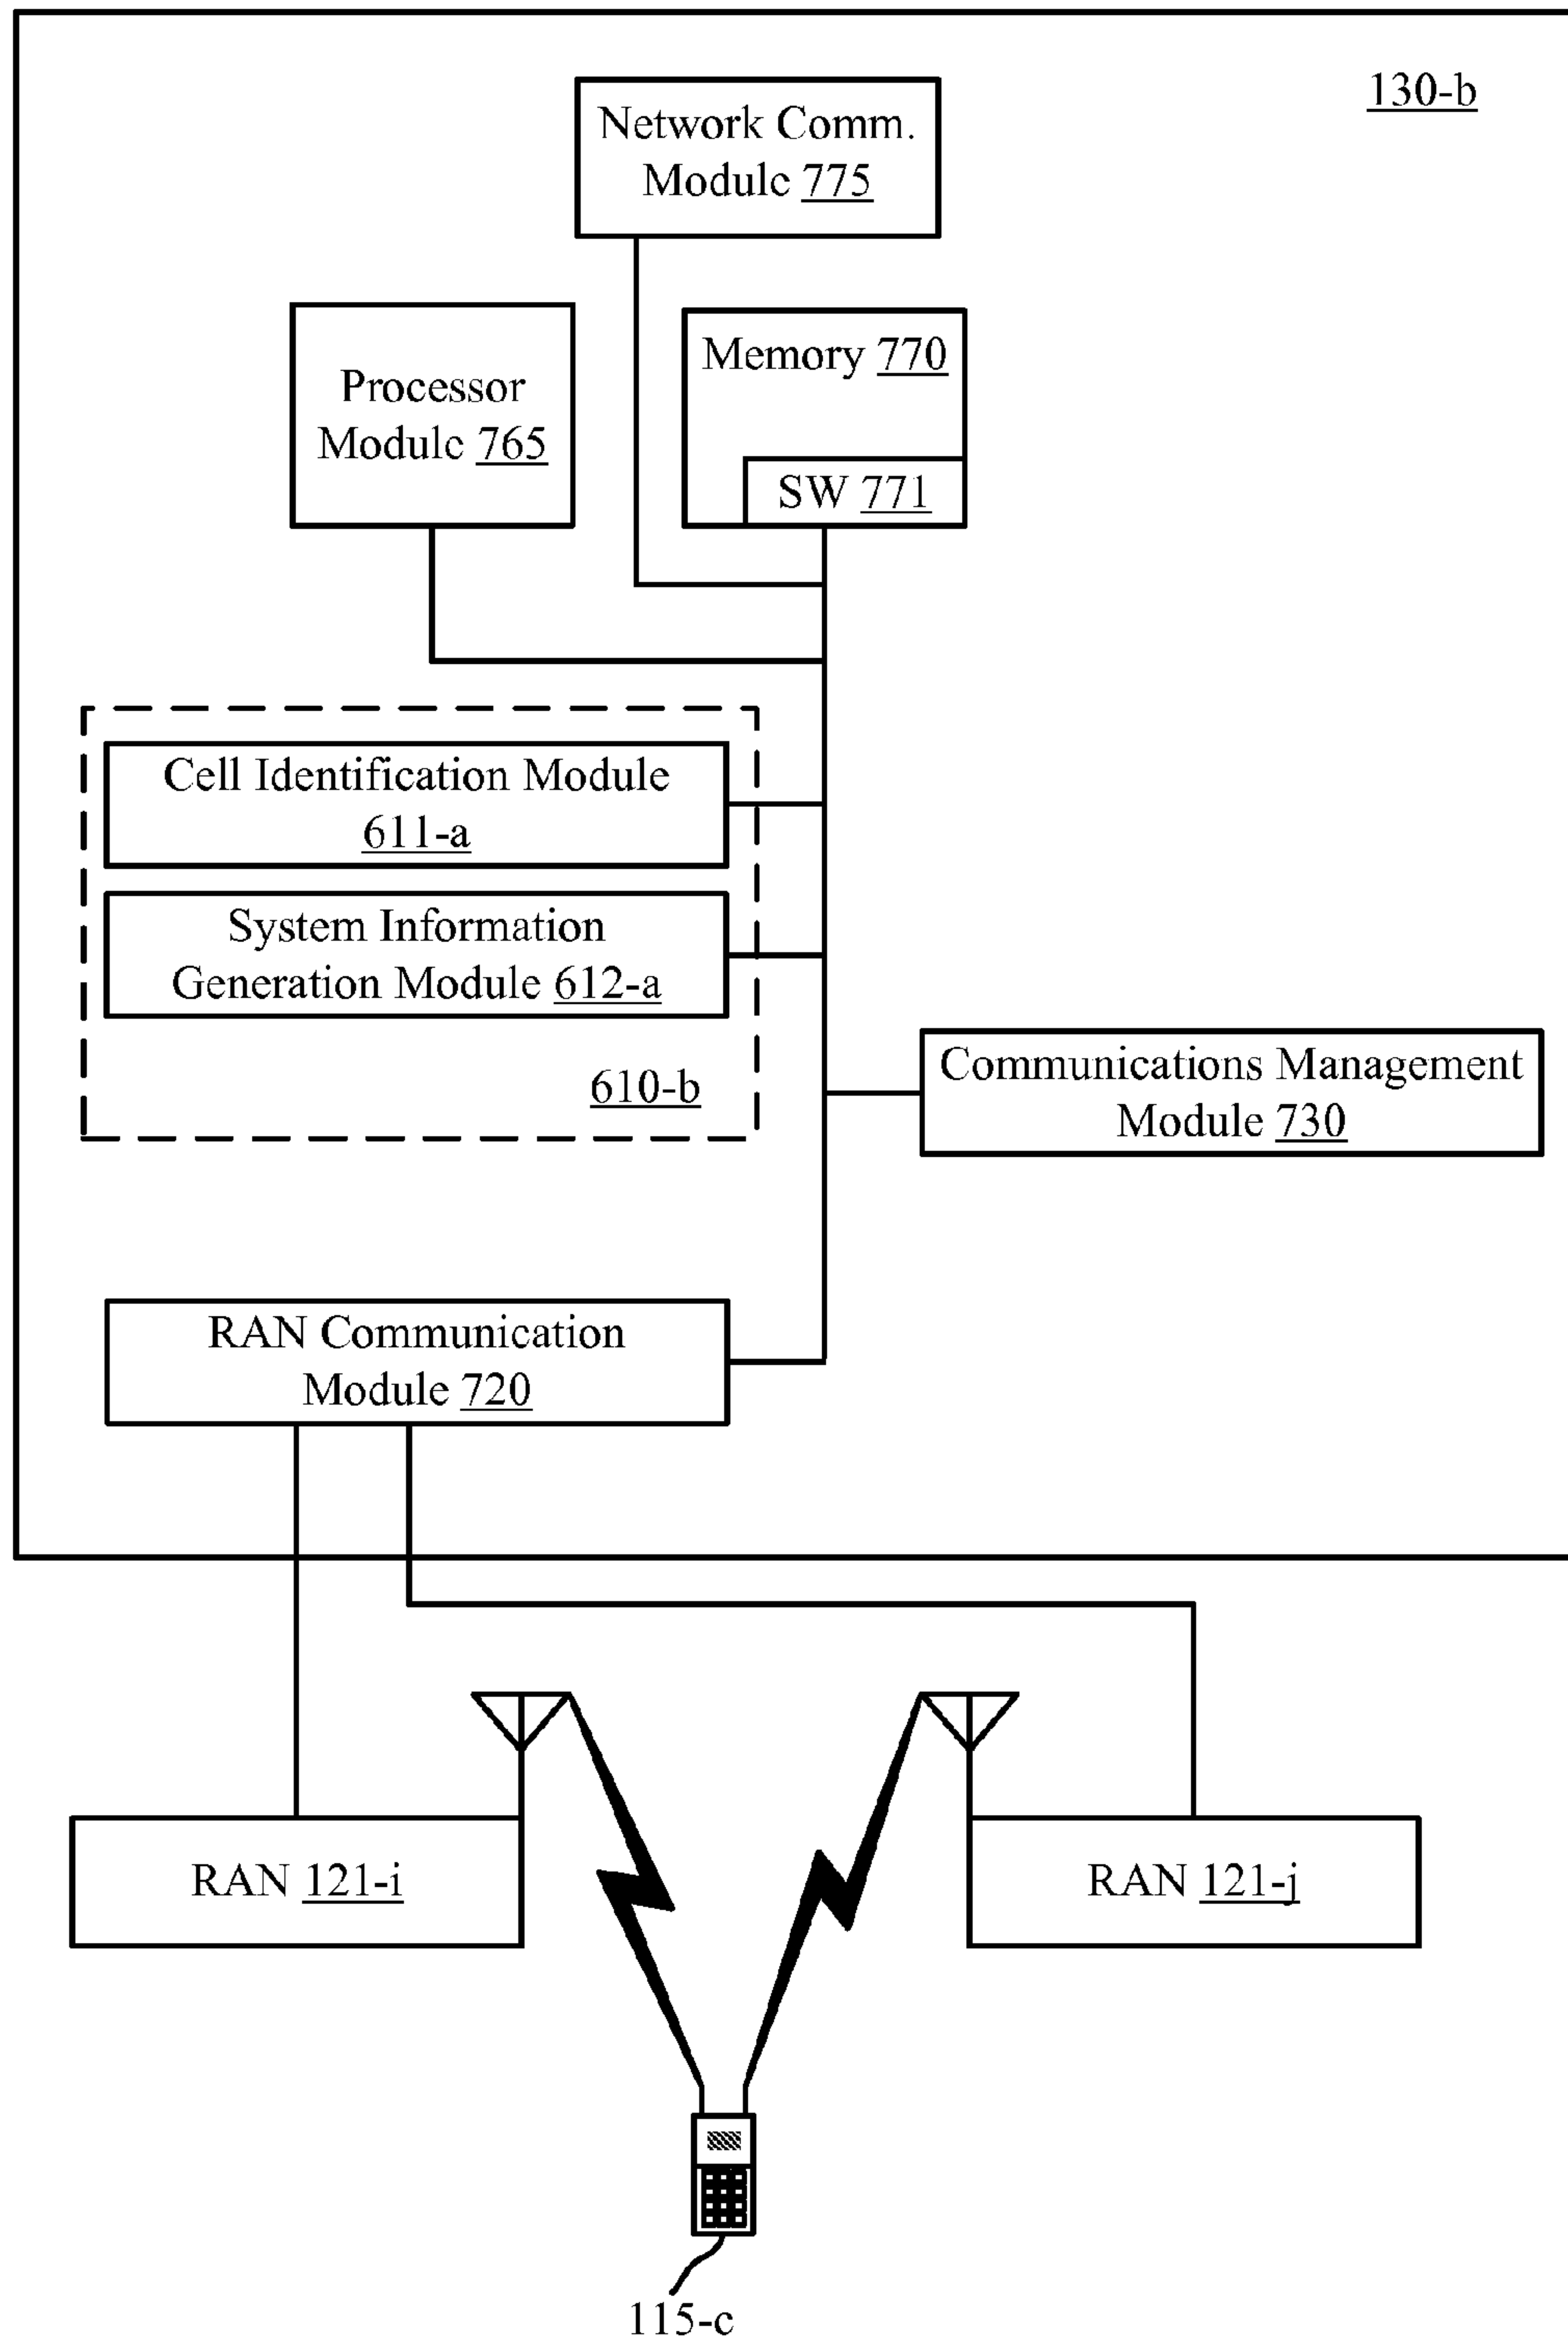 130-b
Network Comm.
Module 775
Processor
Module 765
Memory 770
SW 771
Cell Identification Module
611-a
System Information
Generation Module 612-a
610-b
Communications Management
Module 730
RAN Communication
Module 720
RAN 121-i
RAN 121-j
115-c